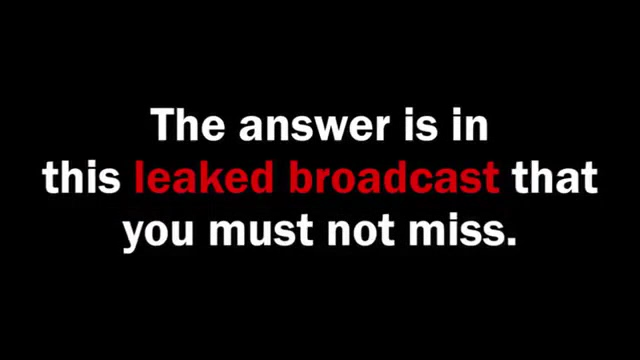 The answer is in
this leaked broadcast that
you must not miss.